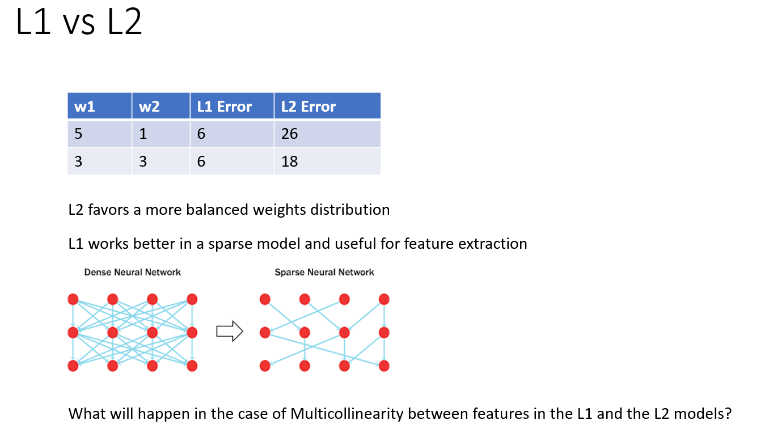 L1 vs L2
w1 w2 L1 Error L2 Error
5 1 6 26
3 3 6 18
L2 favors a more balanced weights distribution
L1 works better in a sparse model and useful for feature extraction
Dense Neural Network Sparse Neural Network
What will happen in the case of Multicollinearity between features in the L1 and the L2 models?